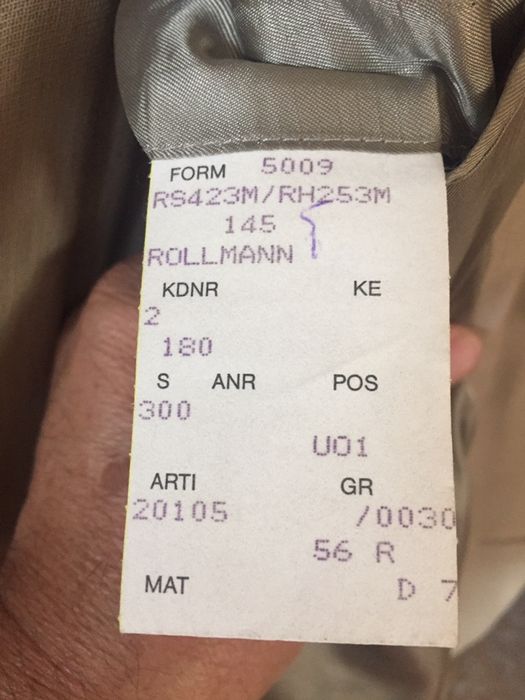 FORM 5009
RS423M/RH253M
145
ROLLMANN
KDNR KE
2
180
S ANR POS
300
U01
ARTI GR
20105 /0030
56 R
MAT D 7